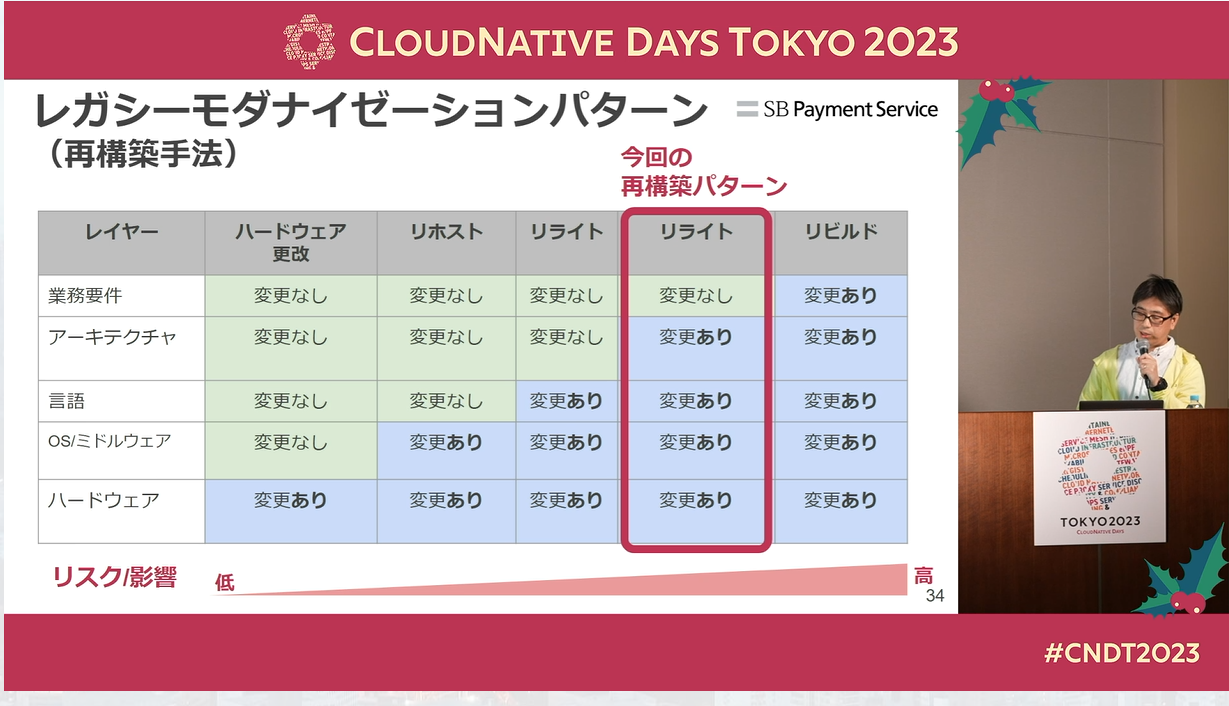 CLOUDNATIVE DAYS TOKYO 2023
レガシーモダナイゼーションパターン
（再構築手法）
SB Payment Service
今回の
再構築パターン
レイヤー ハードウェア更改 リホスト リライト リライト リビルド
業務要件 変更なし 変更なし 変更なし 変更なし 変更あり
アーキテクチャ 変更なし 変更なし 変更なし 変更あり 変更あり
言語 変更なし 変更なし 変更あり 変更あり 変更あり
OS/ミドルウェア 変更なし 変更あり 変更あり 変更あり 変更あり
ハードウェア 変更あり 変更あり 変更あり 変更あり 変更あり
リスク/影響 低 高
34
TOKYO2023
CLOUDNATIVE DAYS
#CNDT2023